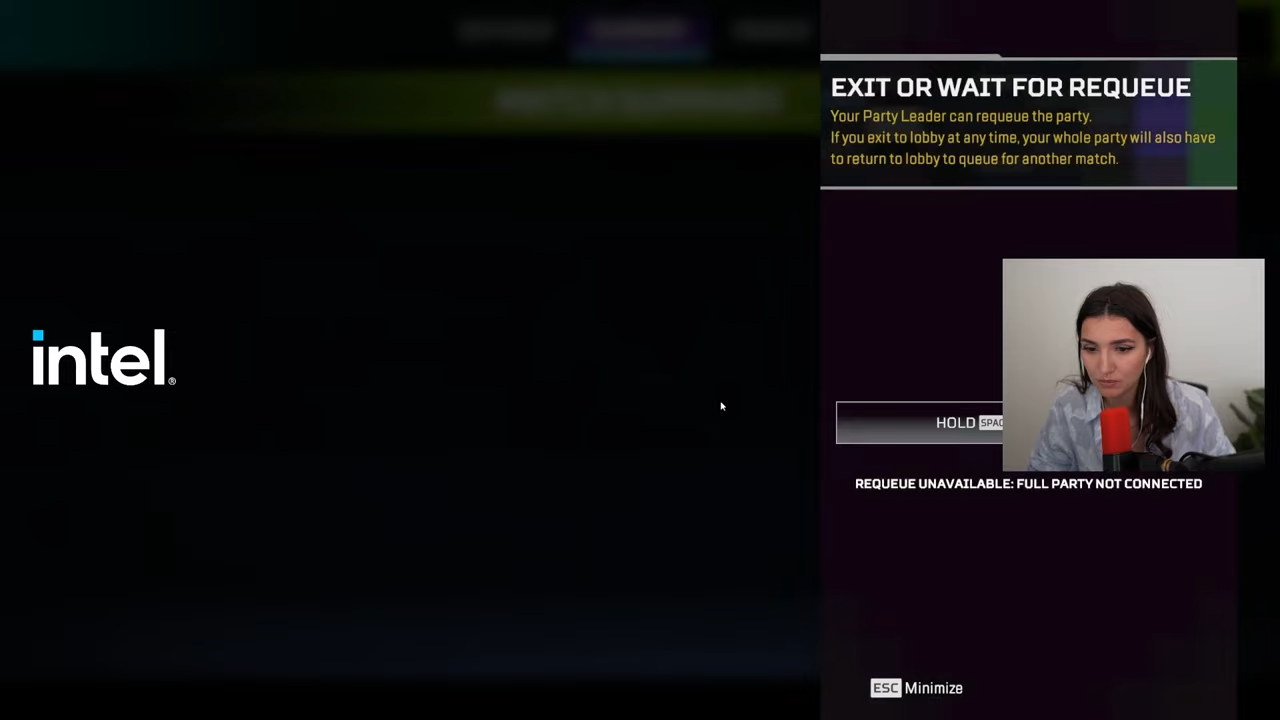 EXIT OR WAIT FOR REQUEUE
Your Party Leader can requeue the party.
If you exit to lobby at any time, your whole party will also have
to return to lobby to queue for another match.
intel®
HOLD
REQUEUE UNAVAILABLE: FULL PARTY NOT CONNECTED
ESC Minimize